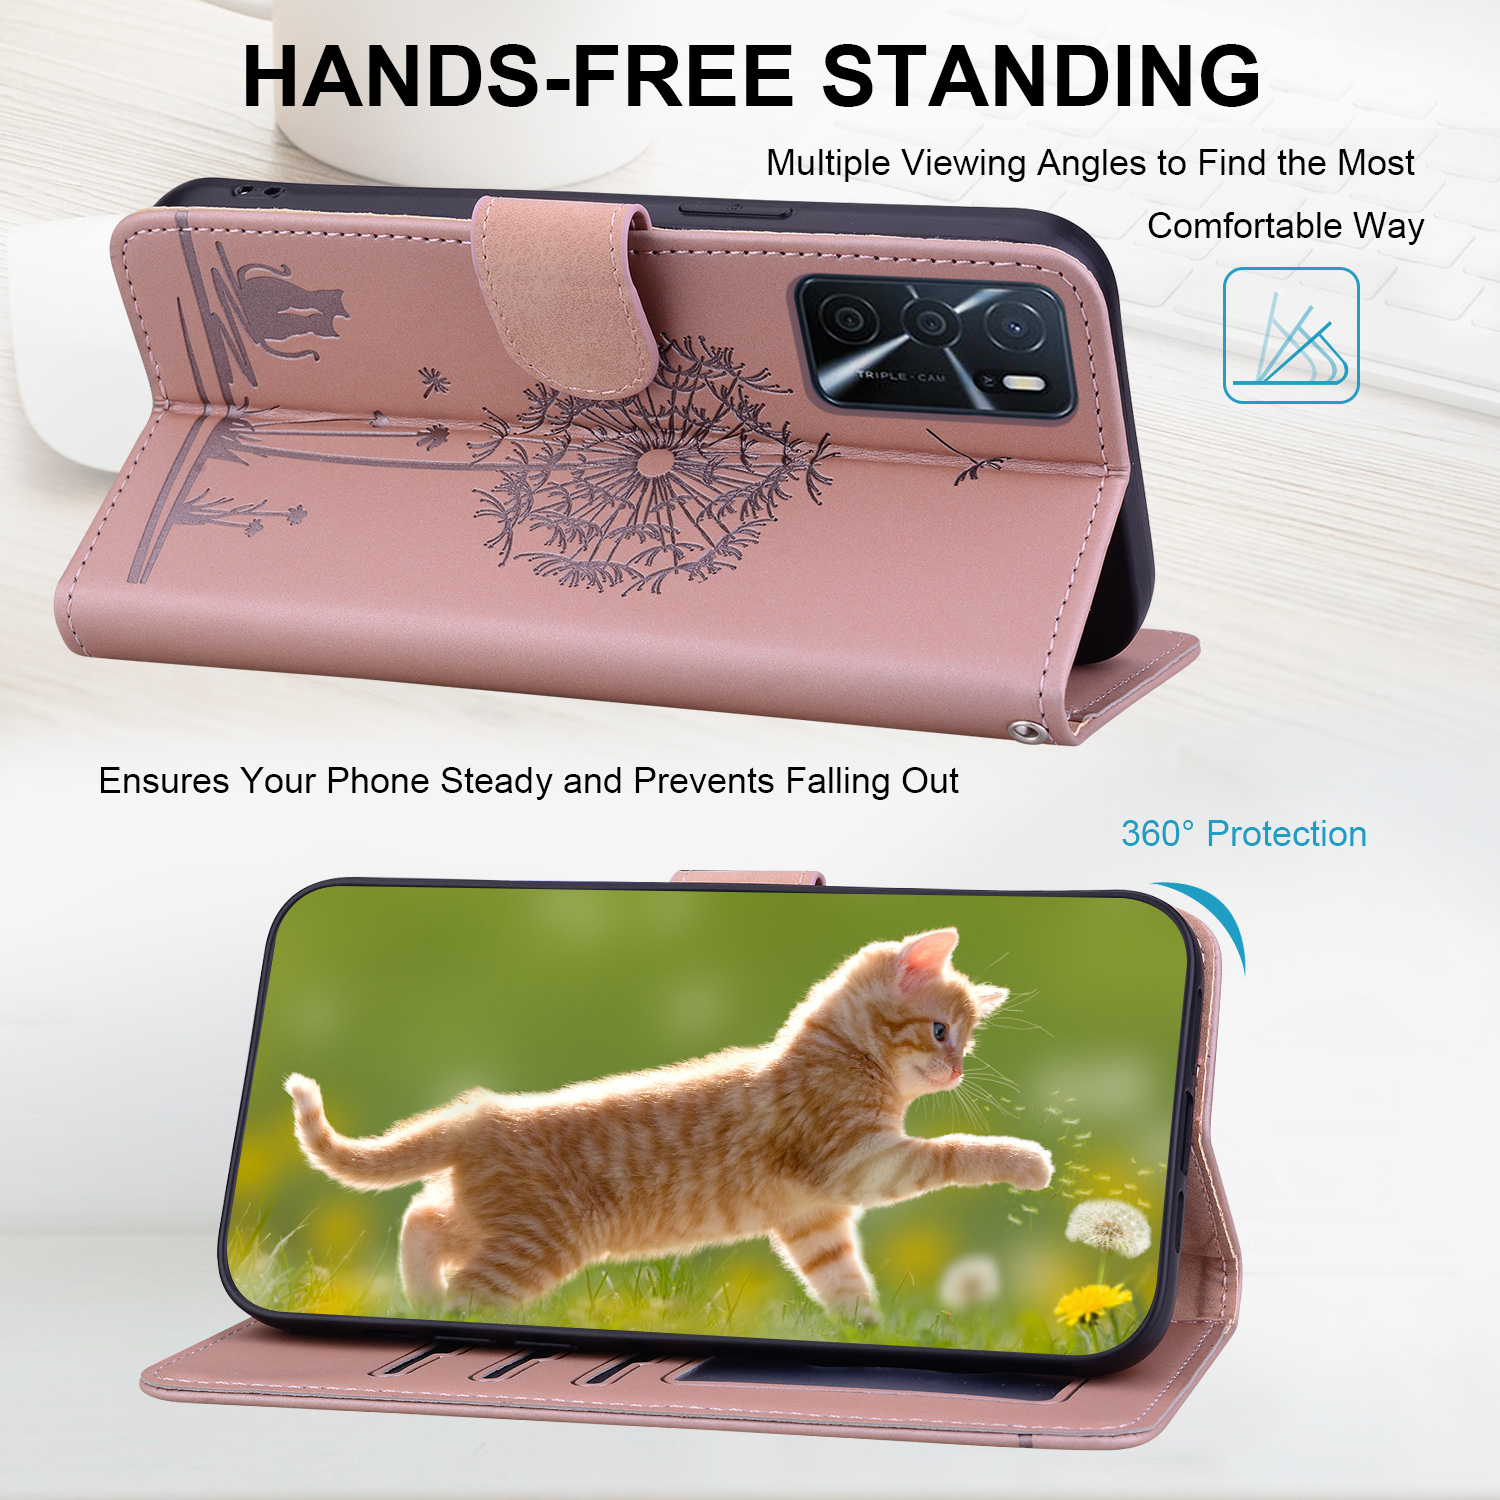 HANDS-FREE STANDING
Multiple Viewing Angles to Find the Most
Comfortable Way
TRIPLE-CAM
Ensures Your Phone Steady and Prevents Falling Out
360° Protection